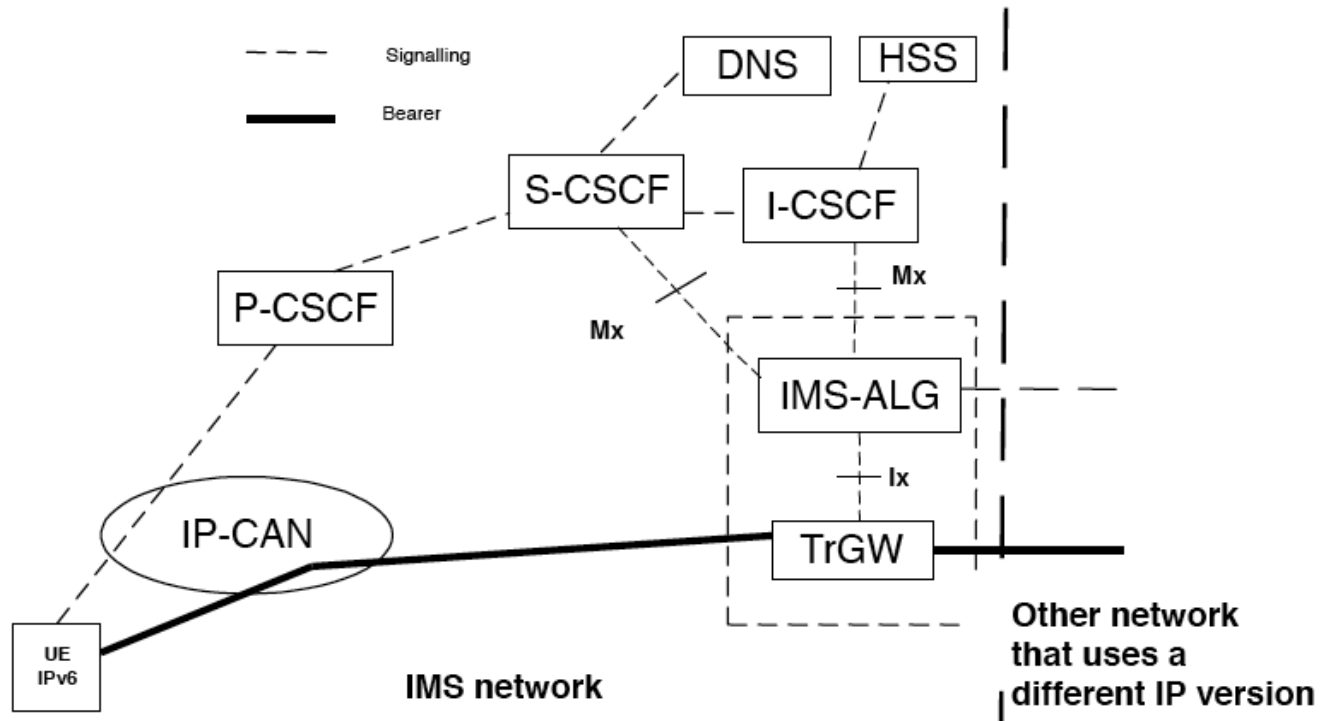 Signalling
Bearer
DNS
HSS
S-CSCF
I-CSCF
P-CSCF
Mx
Mx
IMS-ALG
Ix
IP-CAN
TrGW
UE
IPv6
IMS network
Other network
that uses a
different IP version